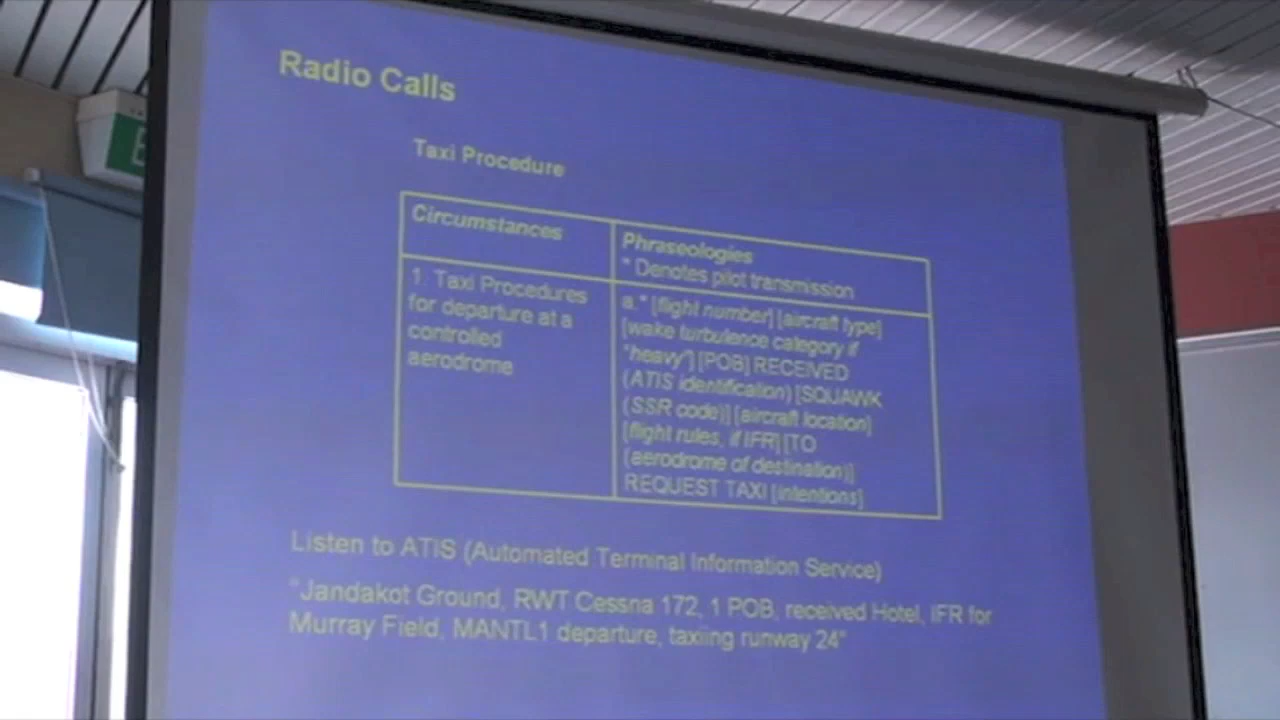 Radio Calls
Taxi Procedure
Circumstances
Phraseologies
* Denotes pilot transmission
1. Taxi Procedures
for departure at a
controlled
aerodrome
a.* [flight number] [aircraft type]
[wake turbulence category if
"heavy"] [POB] RECEIVED
(ATIS identification) [SQUAWK
(SSR code)] [aircraft location]
[flight rules, if IFR] [TO
(aerodrome of destination)]
REQUEST TAXI [intentions]
Listen to ATIS (Automated Terminal Information Service)
"Jandakot Ground, RWT Cessna 172, 1 POB, received Hotel, IFR for
Murray Field, MANTL1 departure, taxiing runway 24"